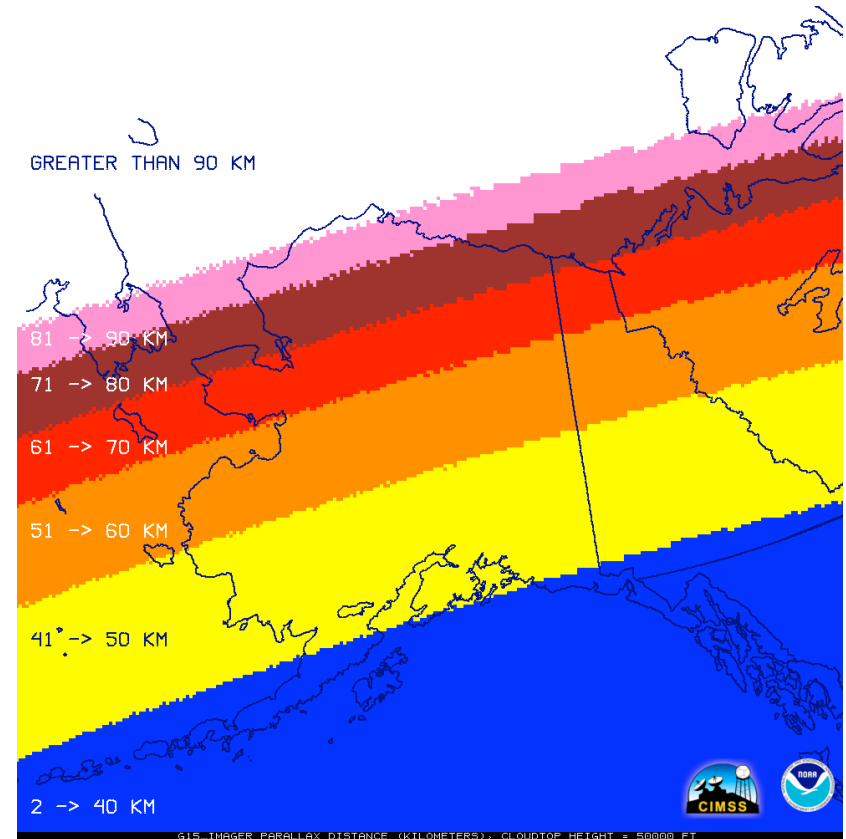 GREATER THAN 90 KM
81 -> 90 KM
71 -> 80 KM
61 -> 70 KM
51 -> 60 KM
41 -> 50 KM
2 -> 40 KM
CIMSS
NOAA
G15 IMAGER PARALLAX DISTANCE (KILOMETERS), CLOUDTOP HEIGHT = 50000 FT